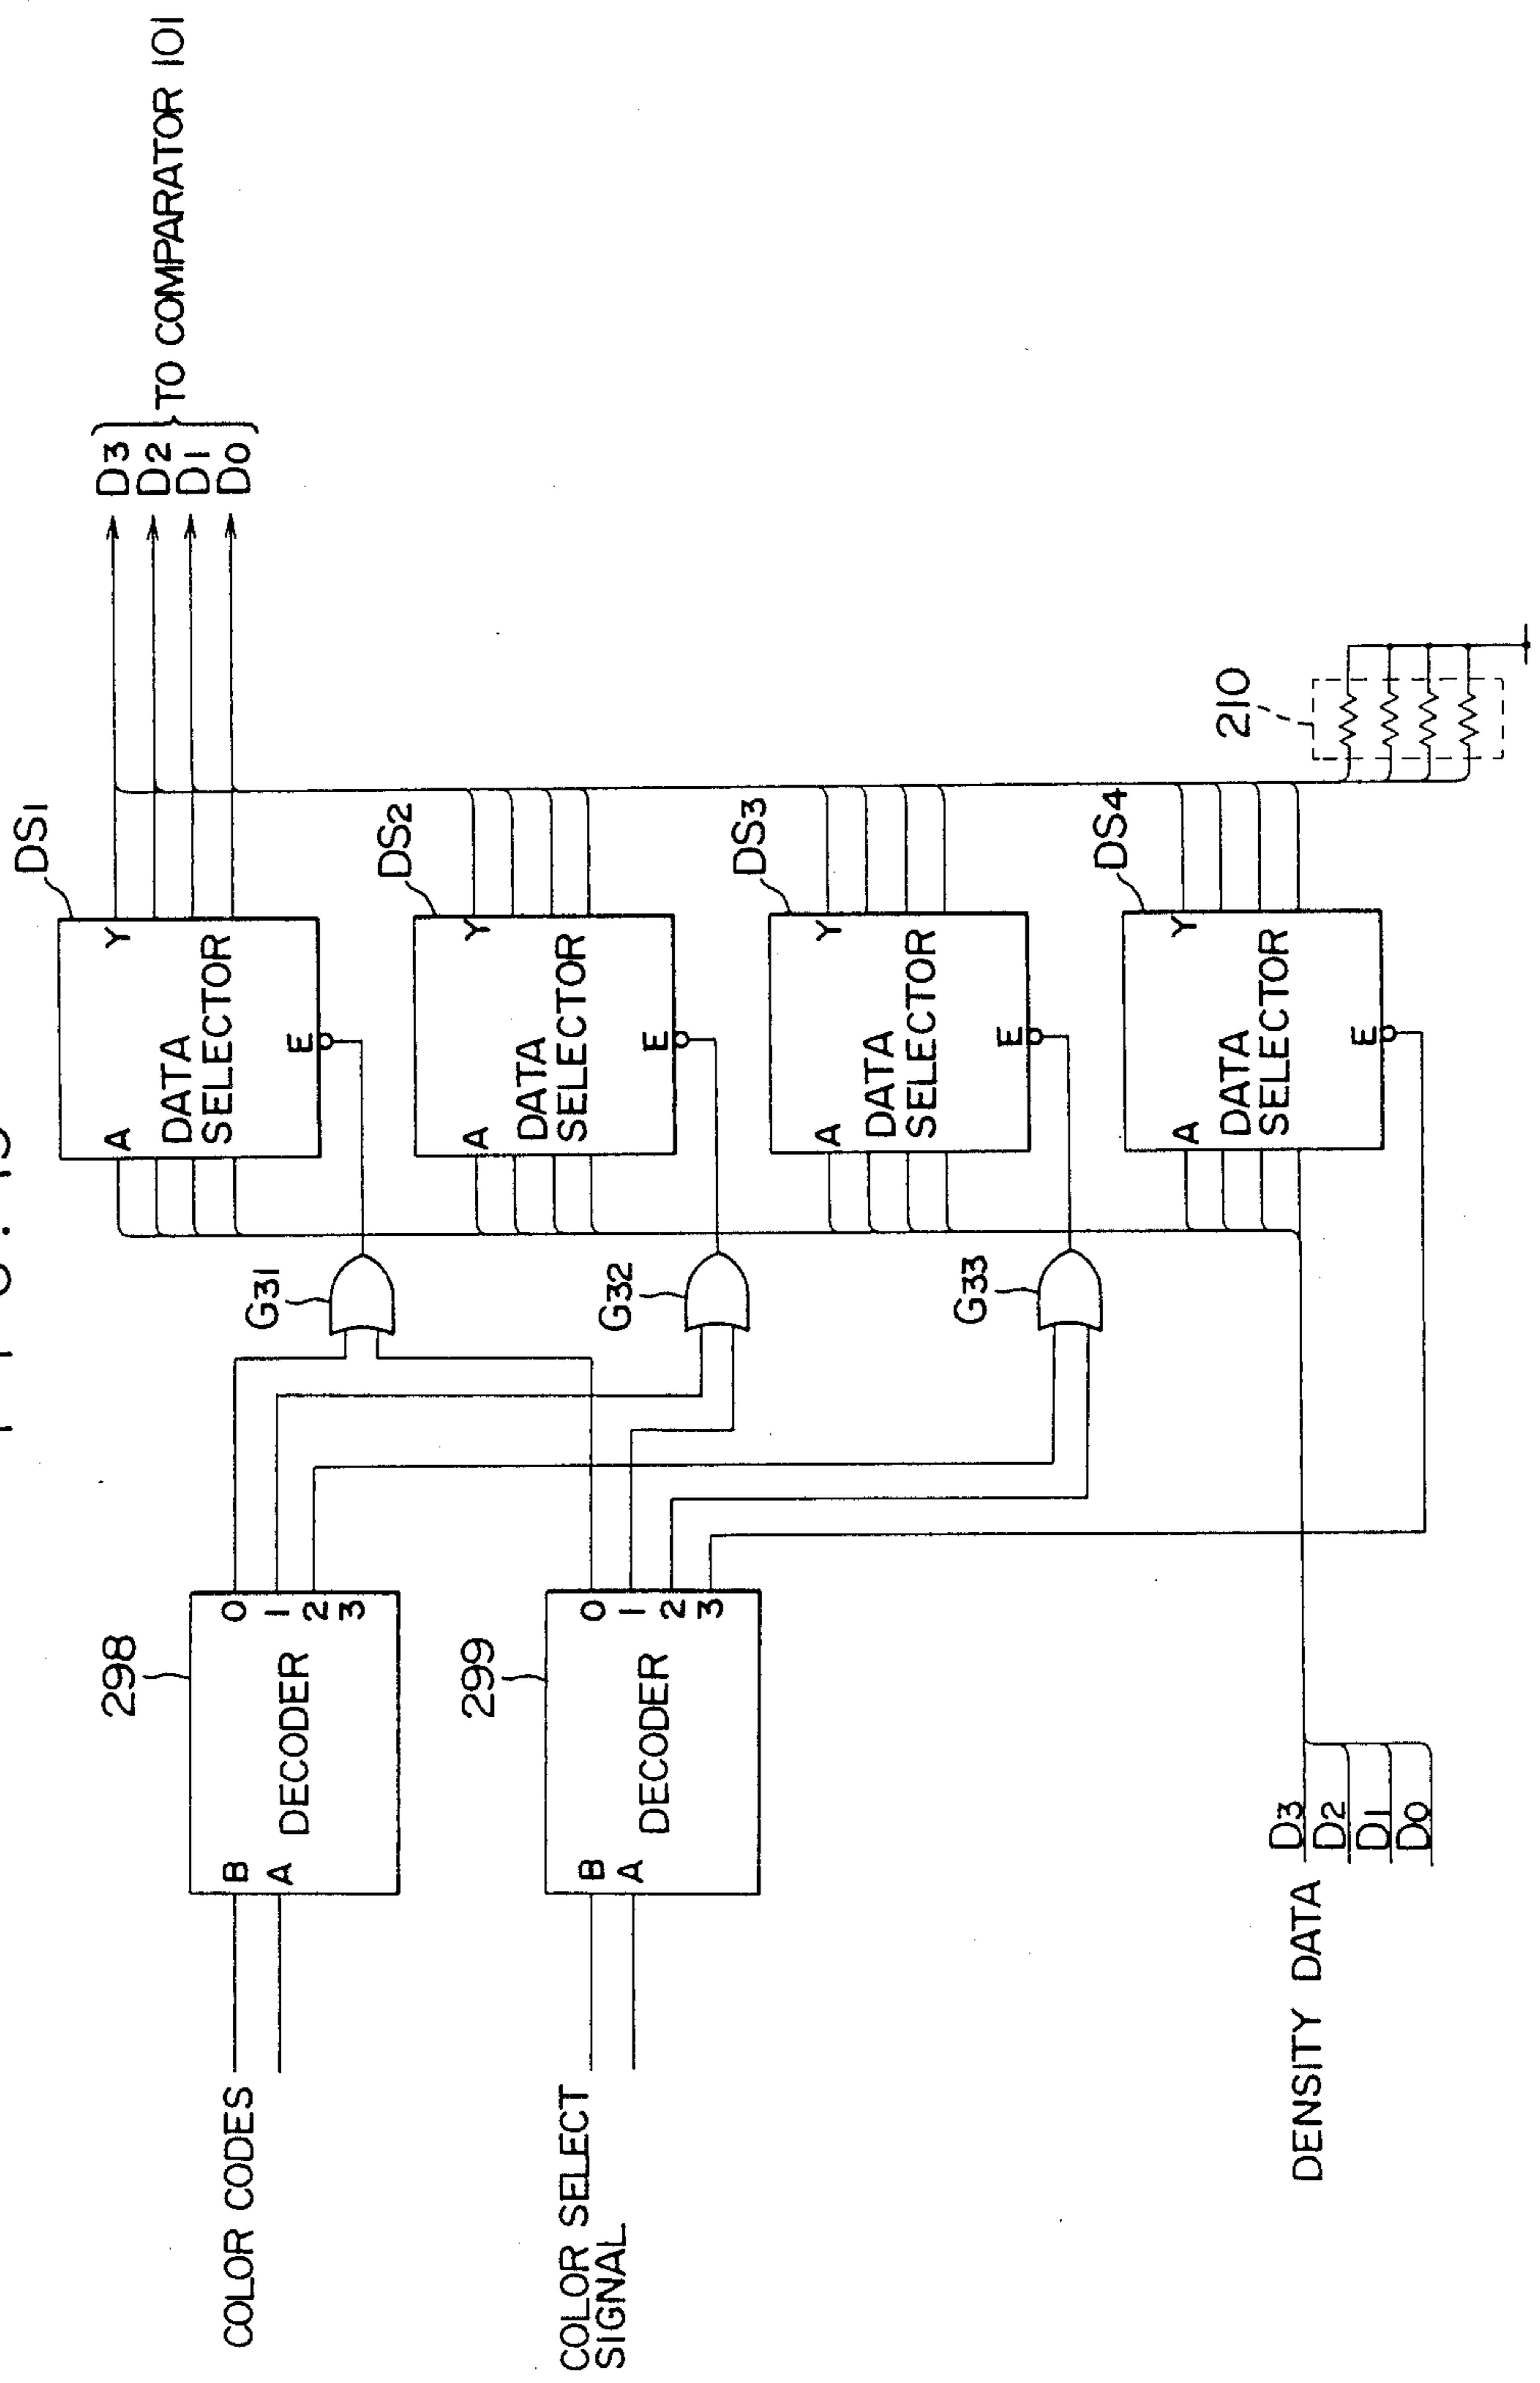 DS1
D3
D2
D1
D0
TO COMPARATOR 101
A
Y
DATA
SELECTOR
E
G31
298
COLOR CODES
B
A
DECODER
0
1
2
3
DS2
A
Y
DATA
SELECTOR
E
G32
299
COLOR SELECT
SIGNAL
B
A
DECODER
0
1
2
3
DS3
A
Y
DATA
SELECTOR
E
G33
DS4
A
Y
DATA
SELECTOR
E
210
DENSITY DATA
D3
D2
D1
D0